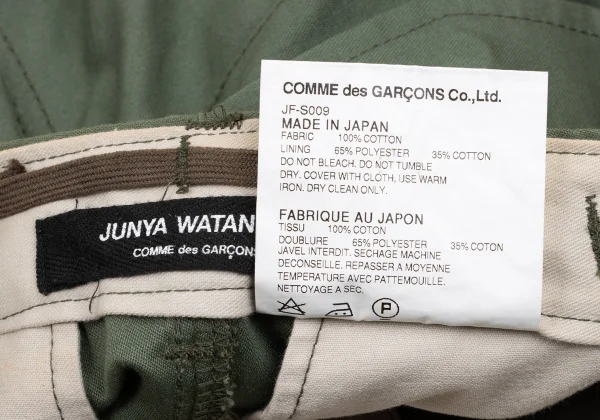 COMME des GARÇONS Co.,Ltd.
JF-S009
MADE IN JAPAN
FABRIC 100% COTTON
LINING 65% POLYESTER 35% COTTON
DO NOT BLEACH. DO NOT TUMBLE
DRY. COVER WITH CLOTH, USE WARM
IRON. DRY CLEAN ONLY.
FABRIQUE AU JAPON
TISSU 100% COTTON
DOUBLURE 65% POLYESTER 35% COTON
JAVEL INTERDIT. SECHAGE MACHINE
DECONSEILLE. REPASSER A MOYENNE
TEMPERATURE AVEC PATTEMOUILLE.
NETTOYAGE A SEC.
P
JUNYA WATAN
COMME des GARÇONS